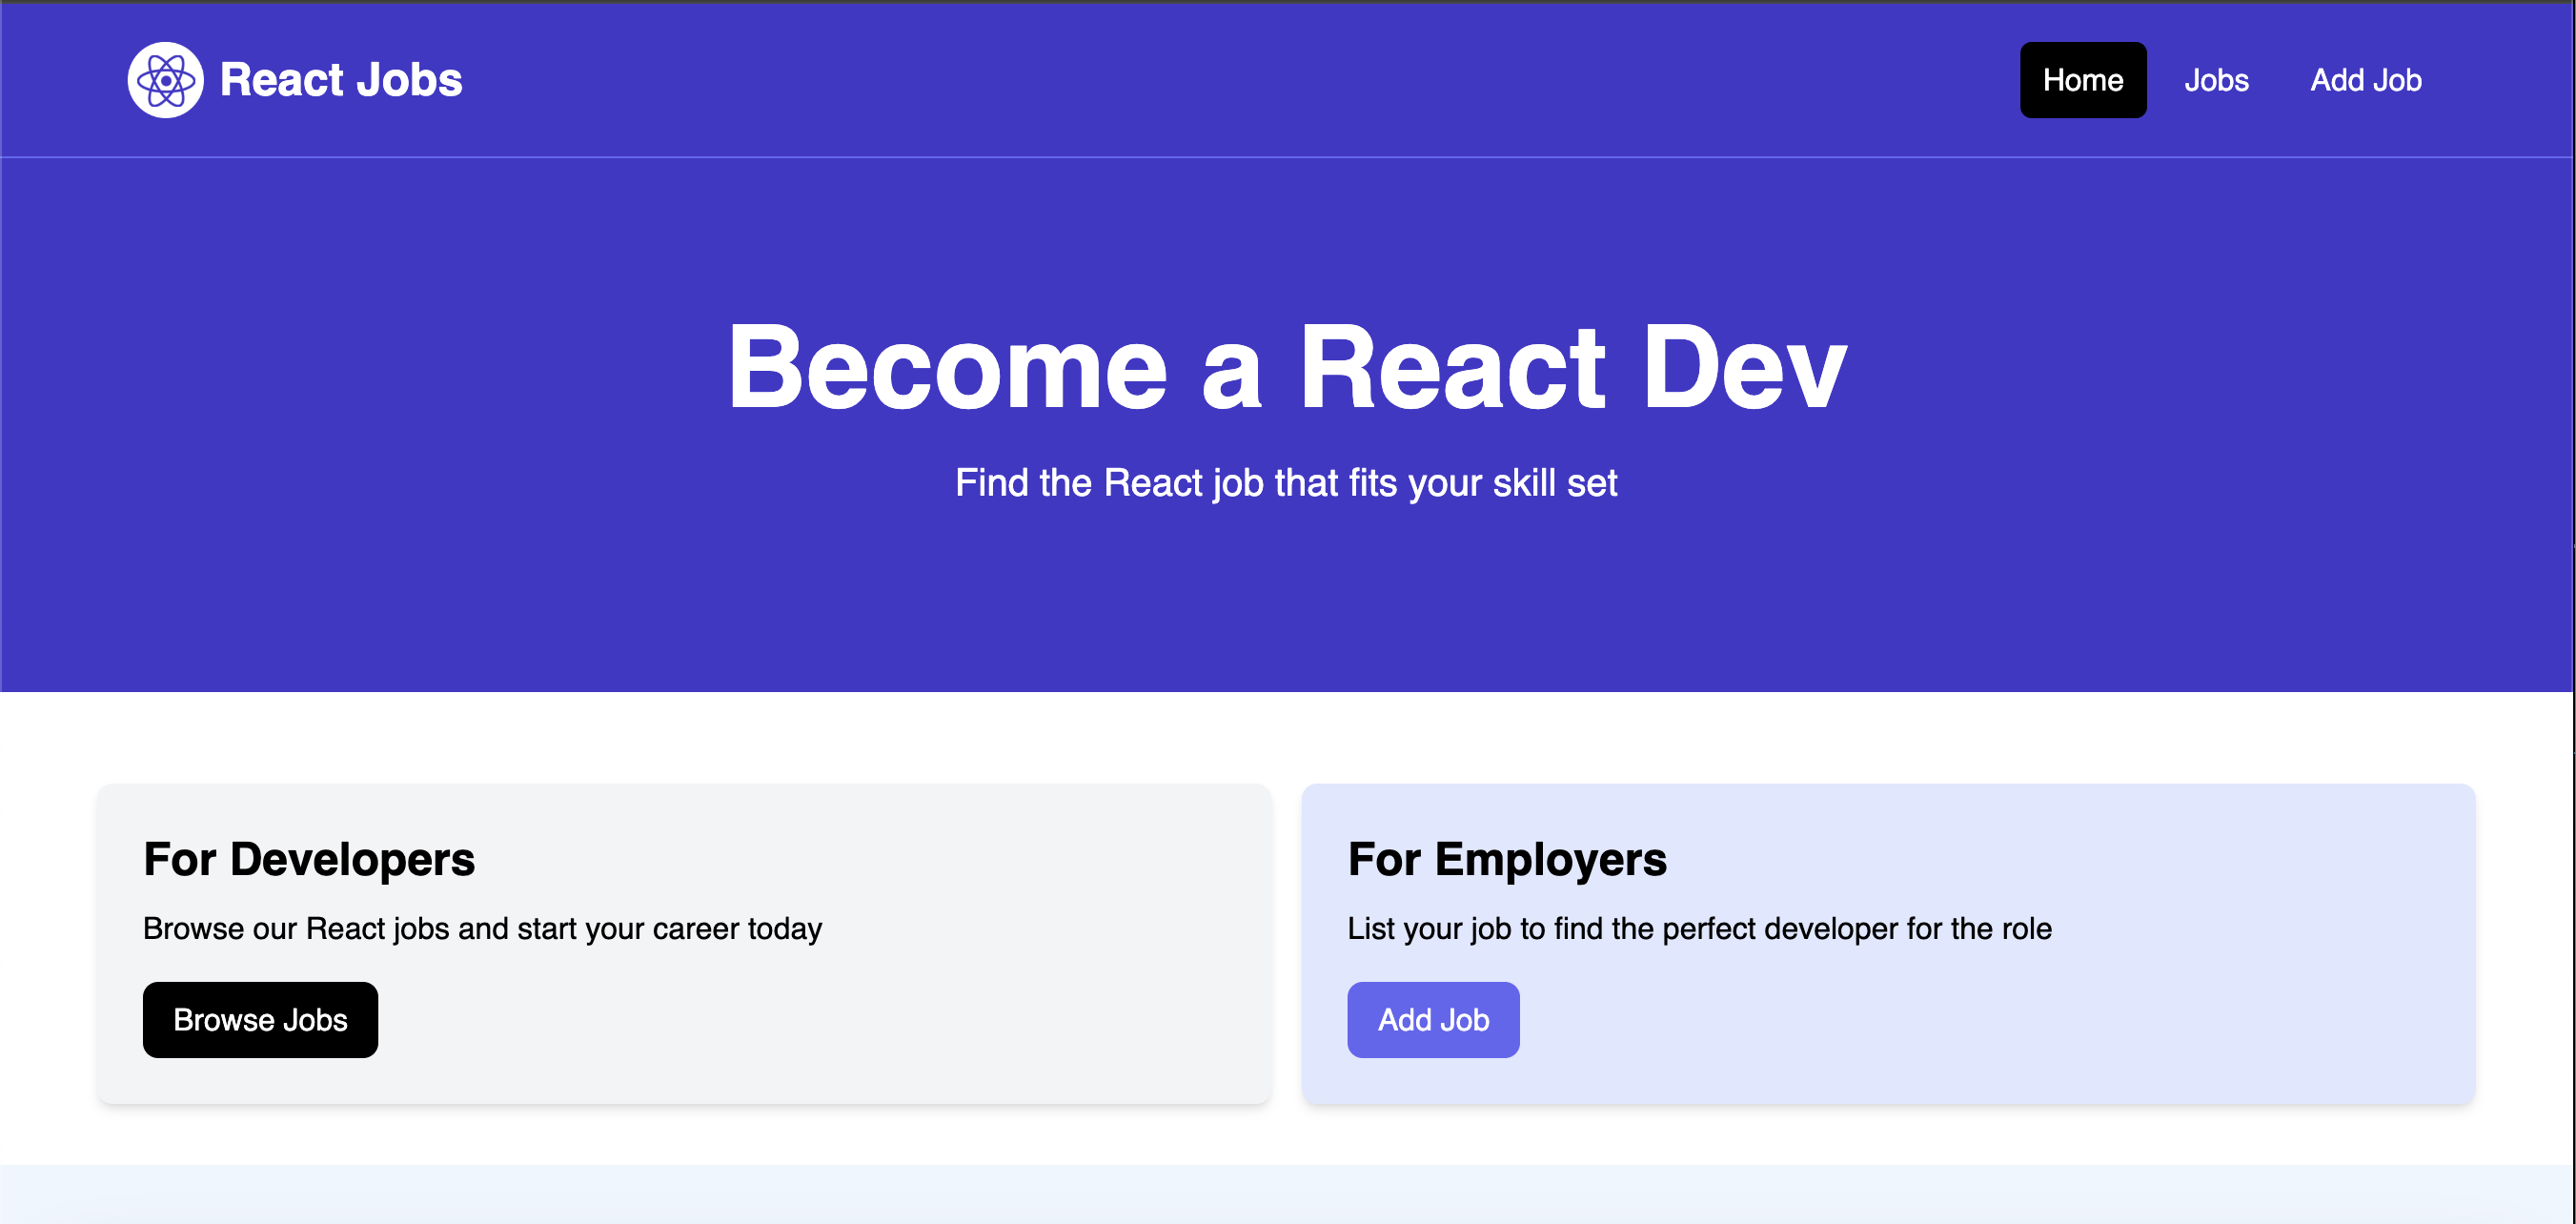 React Jobs
Home
Jobs
Add Job
Become a React Dev
Find the React job that fits your skill set
For Developers
Browse our React jobs and start your career today
Browse Jobs
For Employers
List your job to find the perfect developer for the role
Add Job